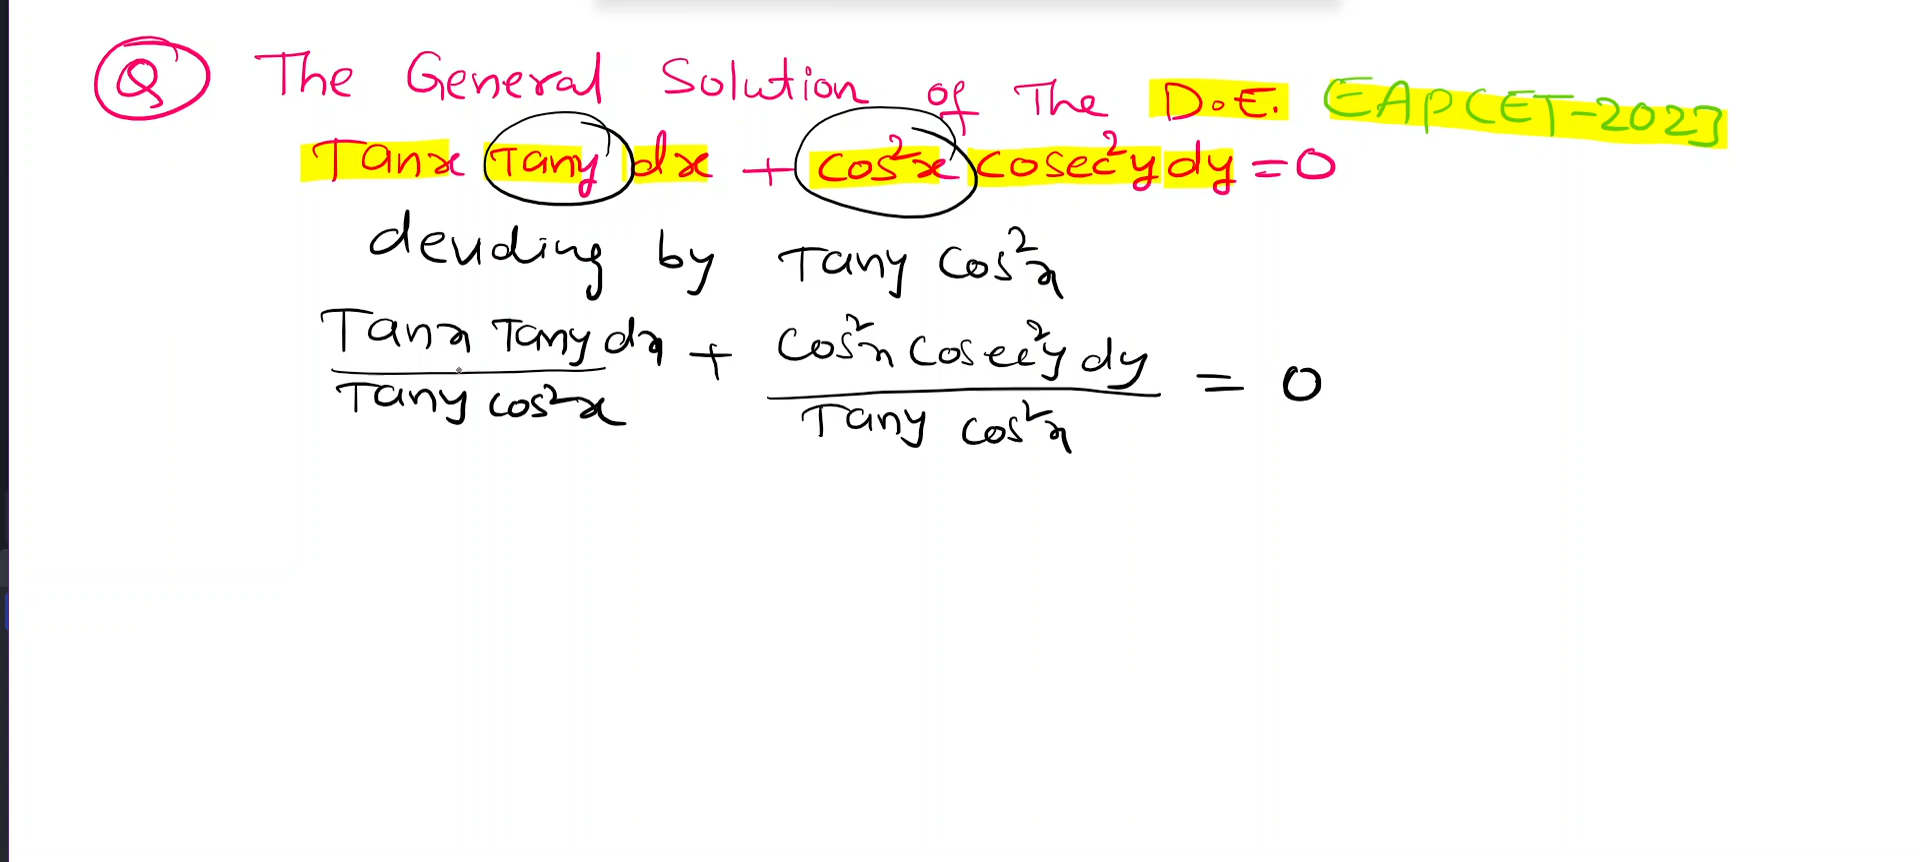 Q The General Solution of The D.E. EAPCET-2023
Tanx Tany dx + cos²x cosec²y dy = 0
deviding by Tany Cos²x
Tanx Tany dx / Tany cos²x + Cos²x Cosec²y dy / Tany cos²x = 0